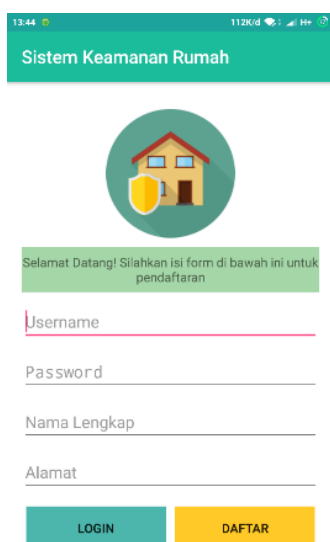 13:44
112K/d
H+
Sistem Keamanan Rumah
Selamat Datang! Silahkan isi form di bawah ini untuk
pendaftaran
Username
Password
Nama Lengkap
Alamat
LOGIN
DAFTAR